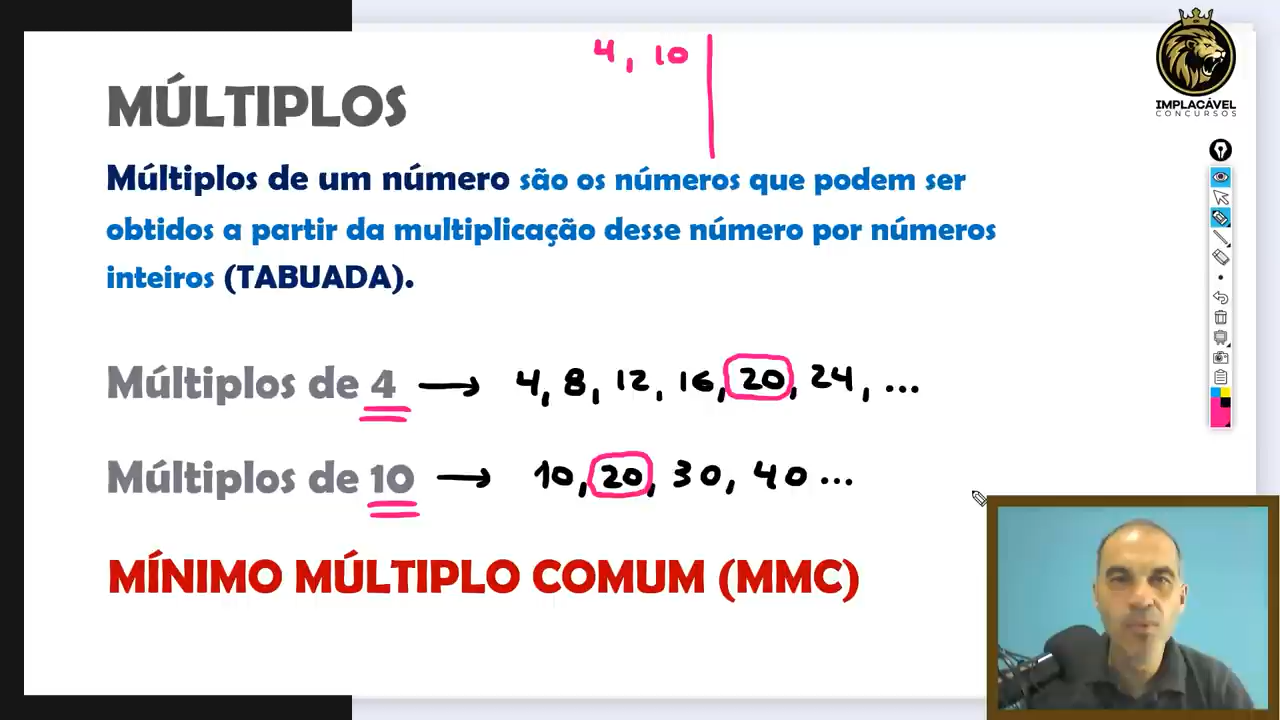 4, 10
IMPLACÁVEL
CONCURSOS
MÚLTIPLOS
Múltiplos de um número são os números que podem ser
obtidos a partir da multiplicação desse número por números
inteiros (TABUADA).
Múltiplos de 4 → 4, 8, 12, 16, 20, 24, ...
Múltiplos de 10 → 10, 20, 30, 40 ...
MÍNIMO MÚLTIPLO COMUM (MMC)